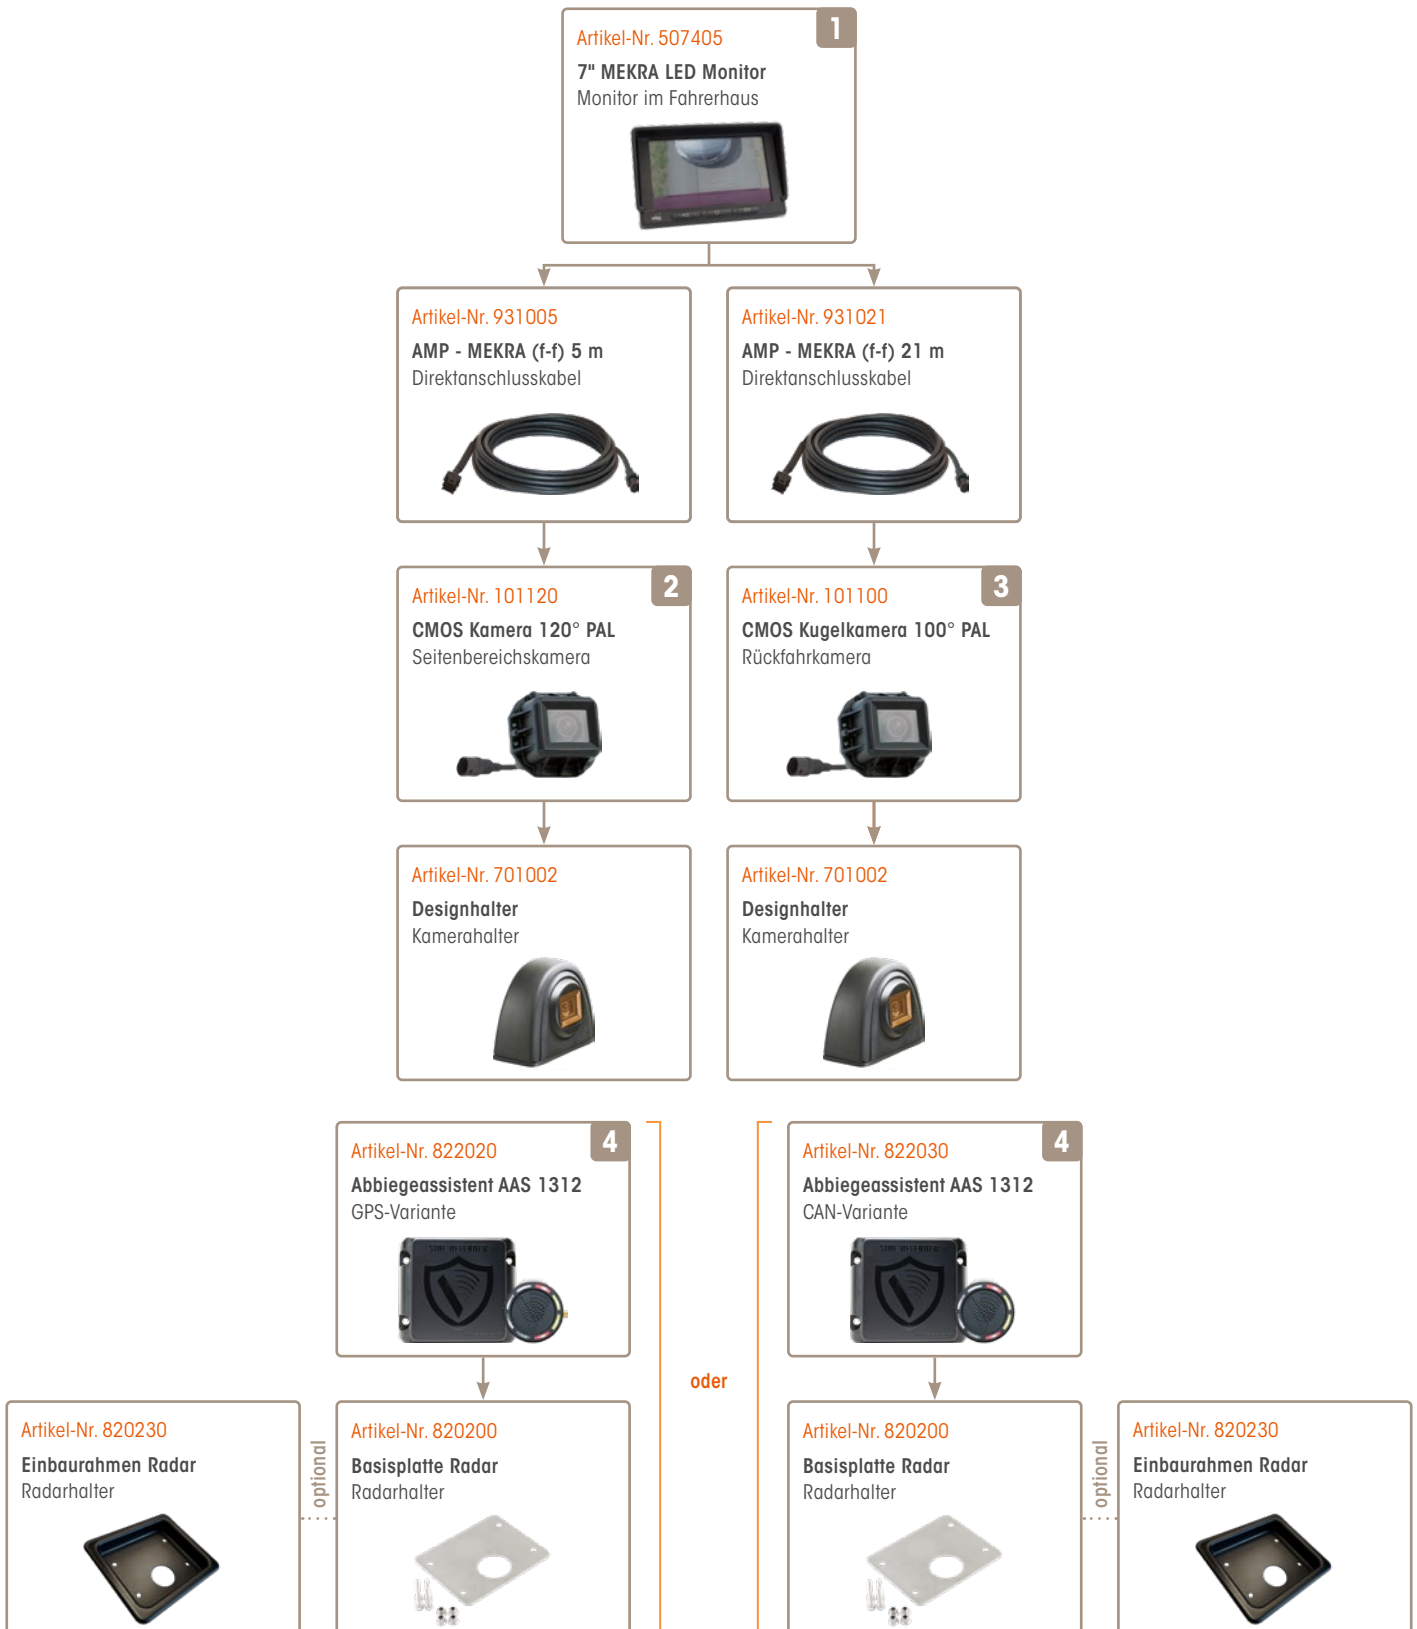 1
Artikel-Nr. 507405
7" MEKRA LED Monitor
Monitor im Fahrerhaus
Artikel-Nr. 931005
AMP - MEKRA (f-f) 5 m
Direktanschlusskabel
Artikel-Nr. 931021
AMP - MEKRA (f-f) 21 m
Direktanschlusskabel
2
Artikel-Nr. 101120
CMOS Kamera 120° PAL
Seitenbereichskamera
3
Artikel-Nr. 101100
CMOS Kugelkamera 100° PAL
Rückfahrkamera
Artikel-Nr. 701002
Designhalter
Kamerahalter
Artikel-Nr. 701002
Designhalter
Kamerahalter
4
Artikel-Nr. 822020
Abbiegeassistent AAS 1312
GPS-Variante
SIDE DEFENDER
oder
4
Artikel-Nr. 822030
Abbiegeassistent AAS 1312
CAN-Variante
SIDE DEFENDER
Artikel-Nr. 820230
Einbaurahmen Radar
Radarhalter
optional
Artikel-Nr. 820200
Basisplatte Radar
Radarhalter
Artikel-Nr. 820200
Basisplatte Radar
Radarhalter
optional
Artikel-Nr. 820230
Einbaurahmen Radar
Radarhalter